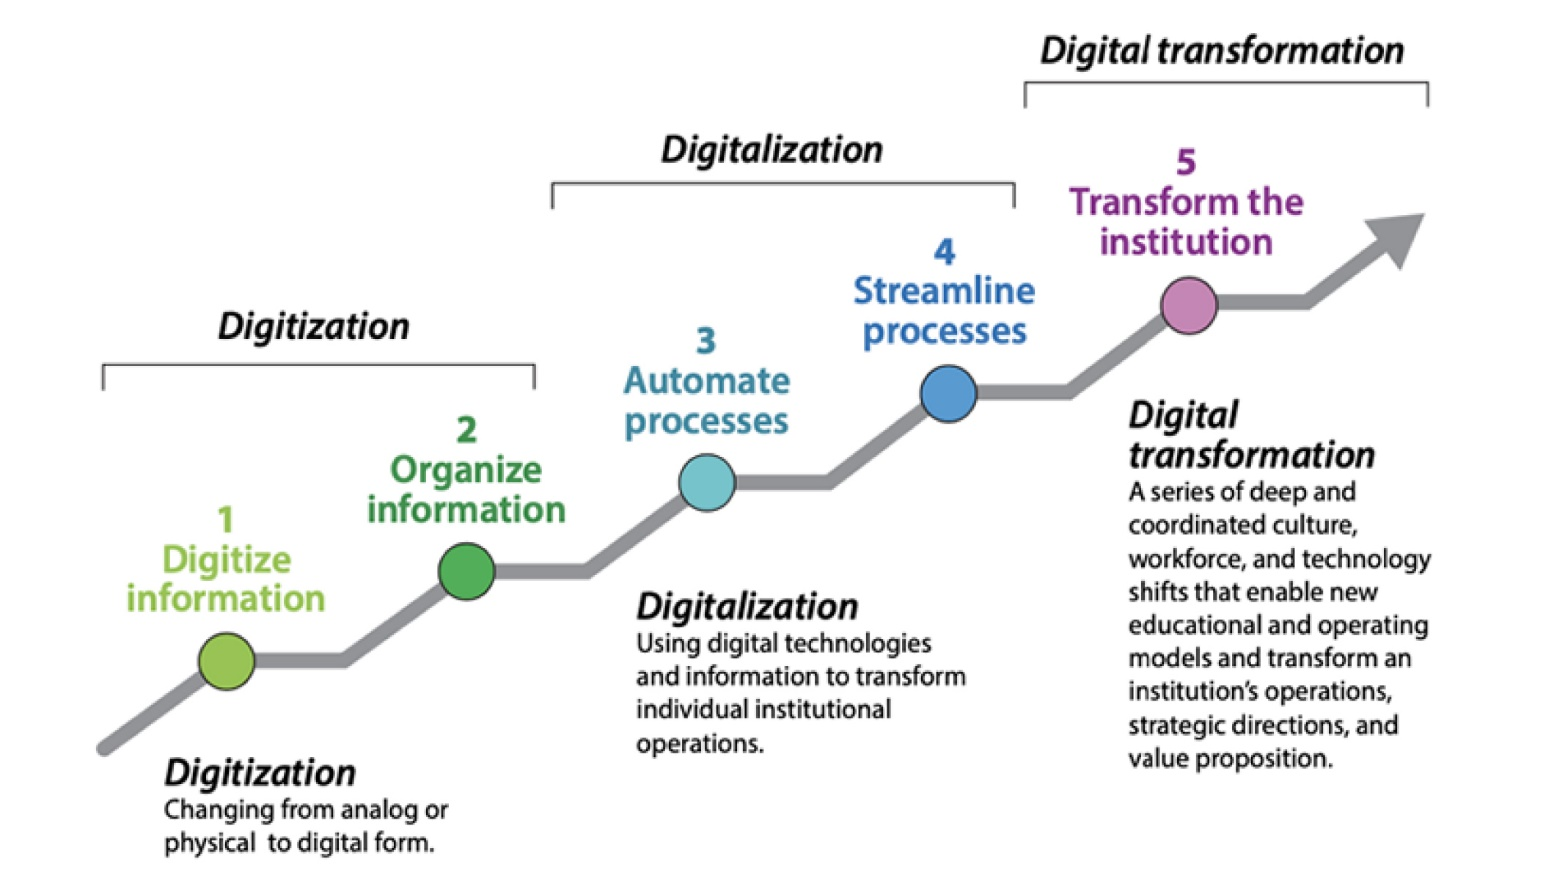 Digital transformation
Digitalization
Digitization
1
Digitize
information
2
Organize
information
3
Automate
processes
4
Streamline
processes
5
Transform the
institution
Digitization
Changing from analog or
physical  to digital form.
Digitalization
Using digital technologies
and information to transform
individual institutional
operations.
Digital
transformation
A series of deep and
coordinated culture,
workforce, and technology
shifts that enable new
educational and operating
models and transform an
institution’s operations,
strategic directions, and
value proposition.